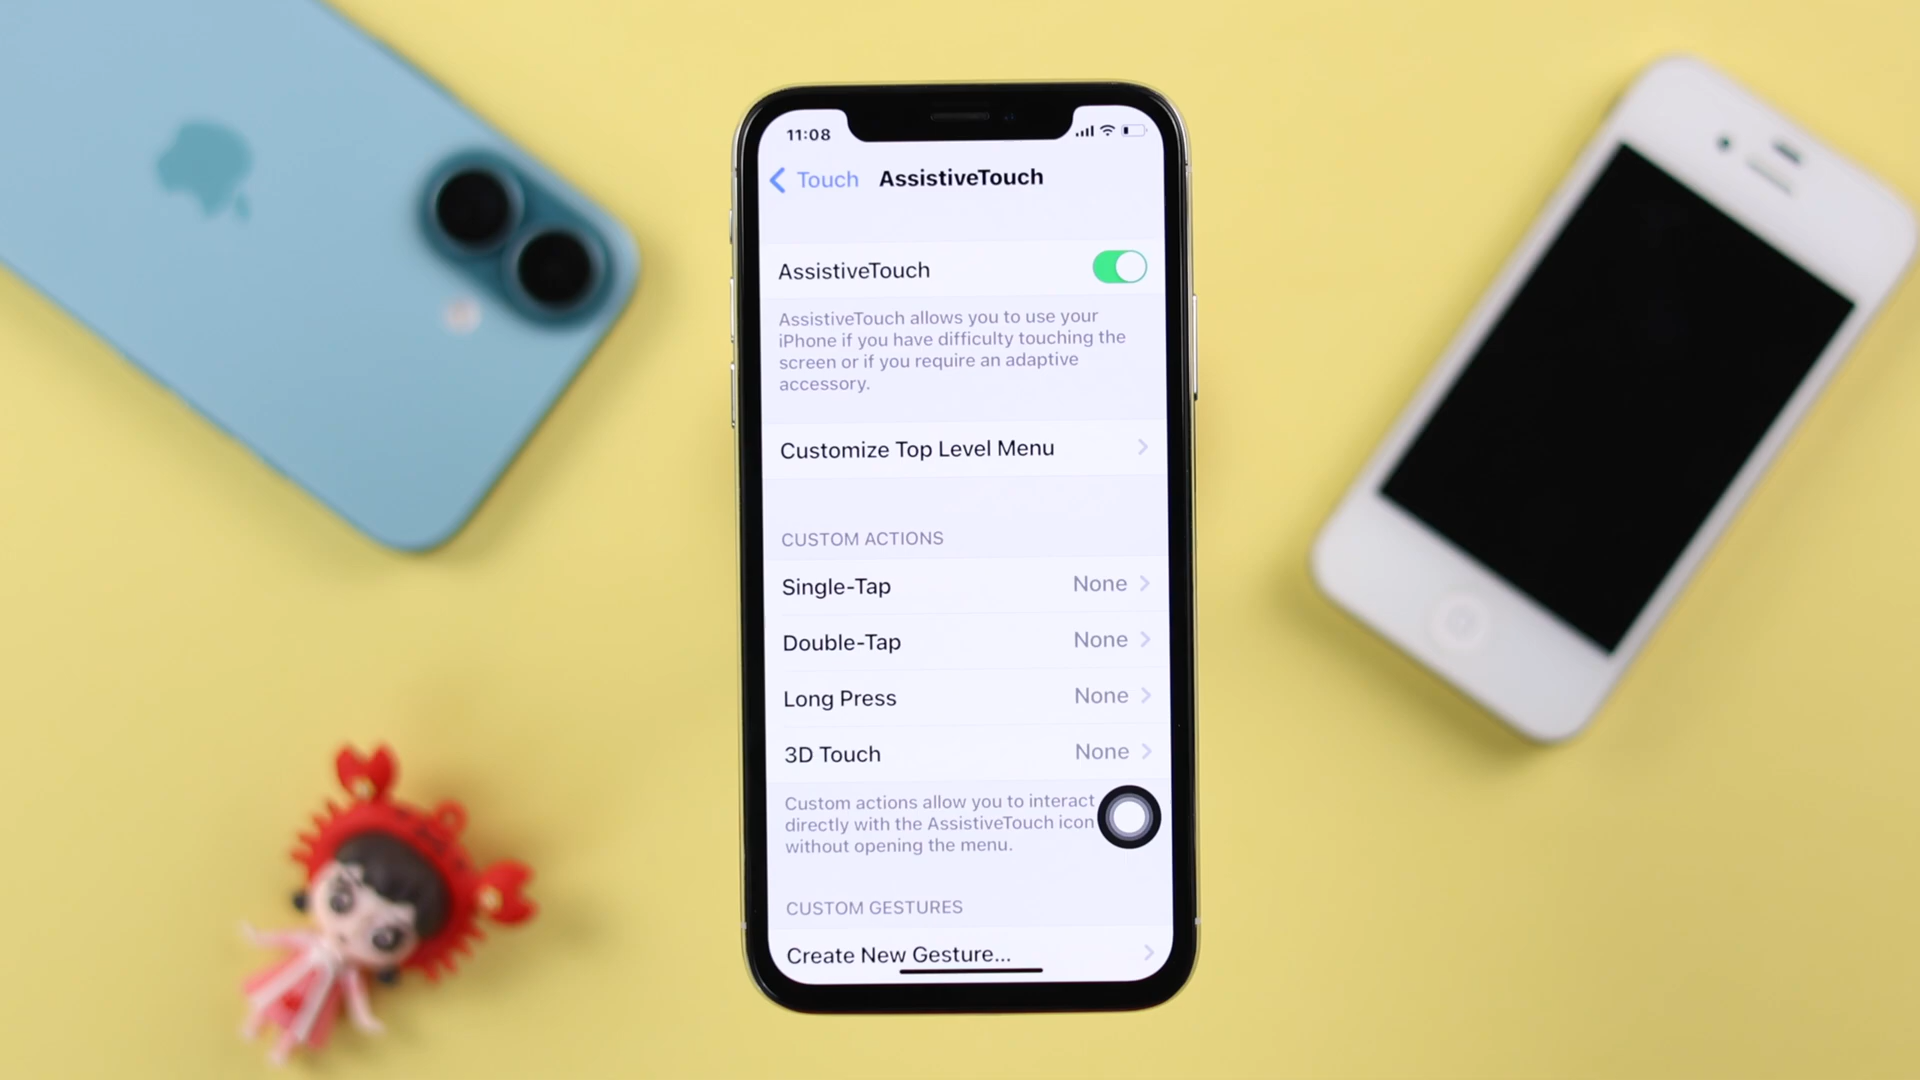 11:08
Touch AssistiveTouch
AssistiveTouch
AssistiveTouch allows you to use your
iPhone if you have difficulty touching the
screen or if you require an adaptive
accessory.
Customize Top Level Menu
CUSTOM ACTIONS
Single-Tap None
Double-Tap None
Long Press None
3D Touch None
Custom actions allow you to interact
directly with the AssistiveTouch icon
without opening the menu.
CUSTOM GESTURES
Create New Gesture...